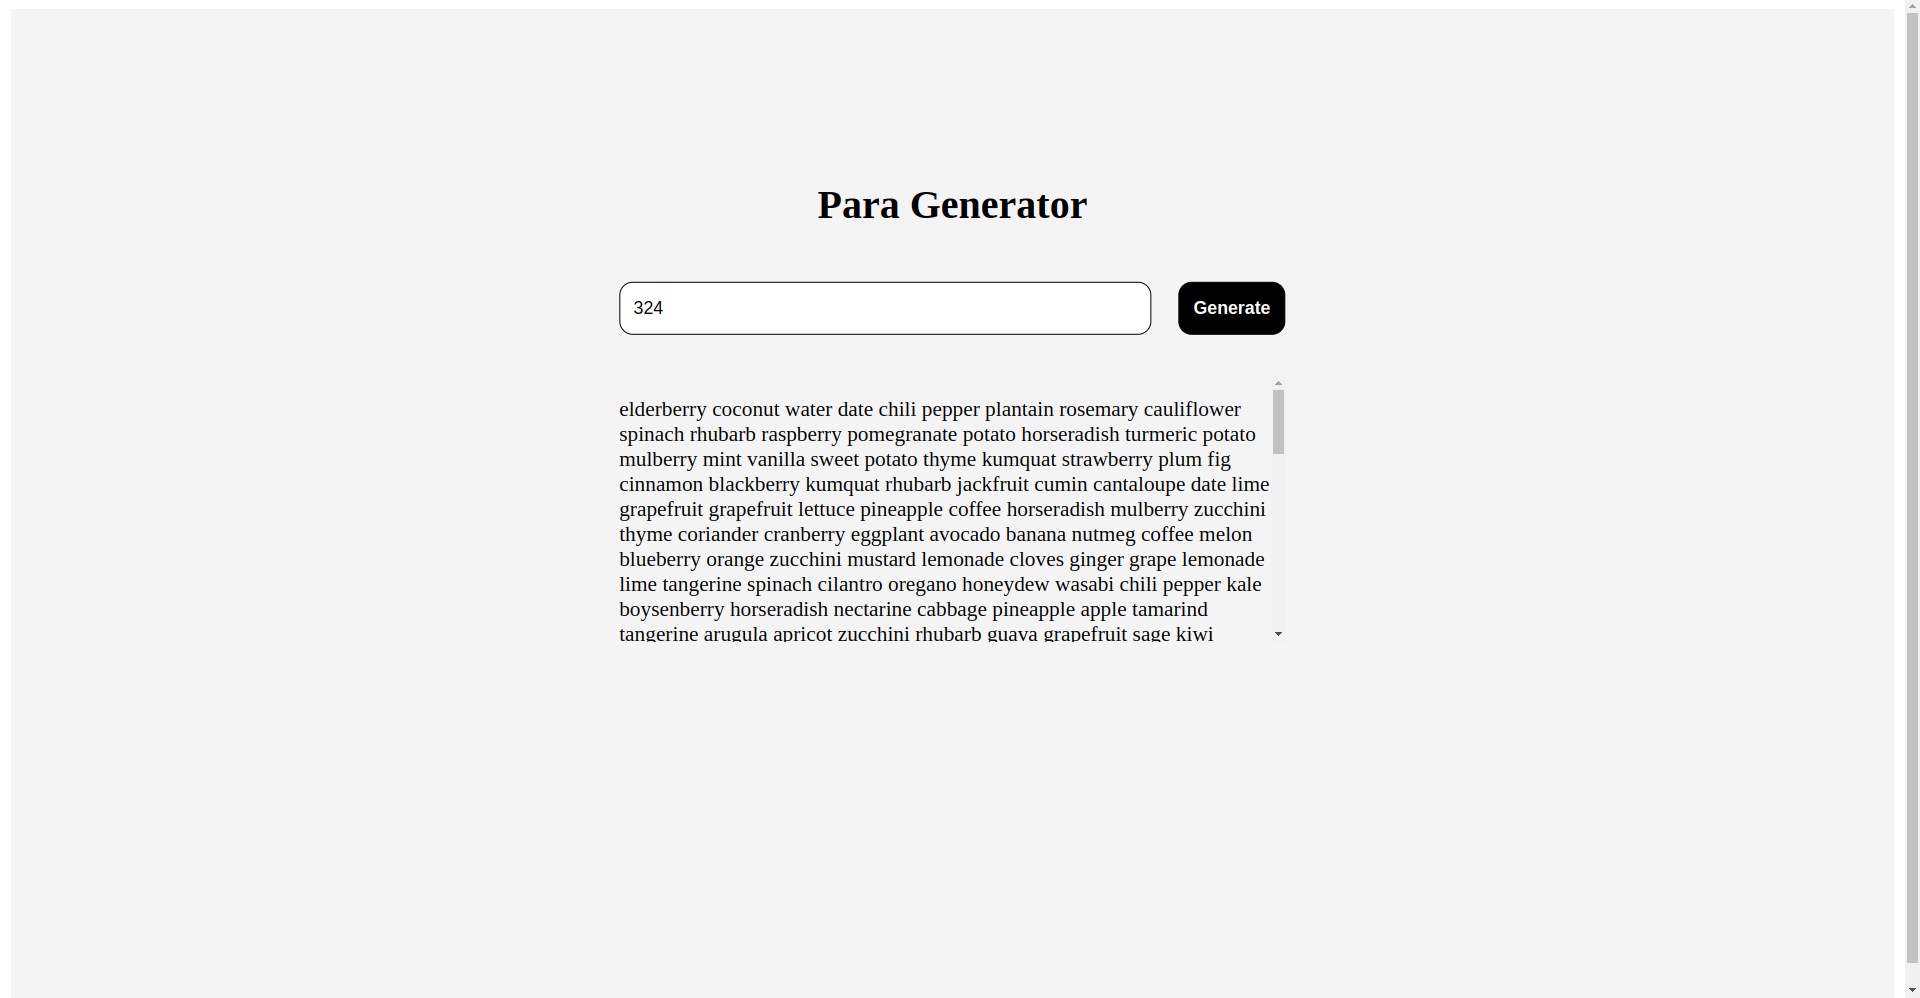 Para Generator
324
Generate
elderberry coconut water date chili pepper plantain rosemary cauliflower
spinach rhubarb raspberry pomegranate potato horseradish turmeric potato
mulberry mint vanilla sweet potato thyme kumquat strawberry plum fig
cinnamon blackberry kumquat rhubarb jackfruit cumin cantaloupe date lime
grapefruit grapefruit lettuce pineapple coffee horseradish mulberry zucchini
thyme coriander cranberry eggplant avocado banana nutmeg coffee melon
blueberry orange zucchini mustard lemonade cloves ginger grape lemonade
lime tangerine spinach cilantro oregano honeydew wasabi chili pepper kale
boysenberry horseradish nectarine cabbage pineapple apple tamarind
tangerine arugula apricot zucchini rhubarb guava grapefruit sage kiwi